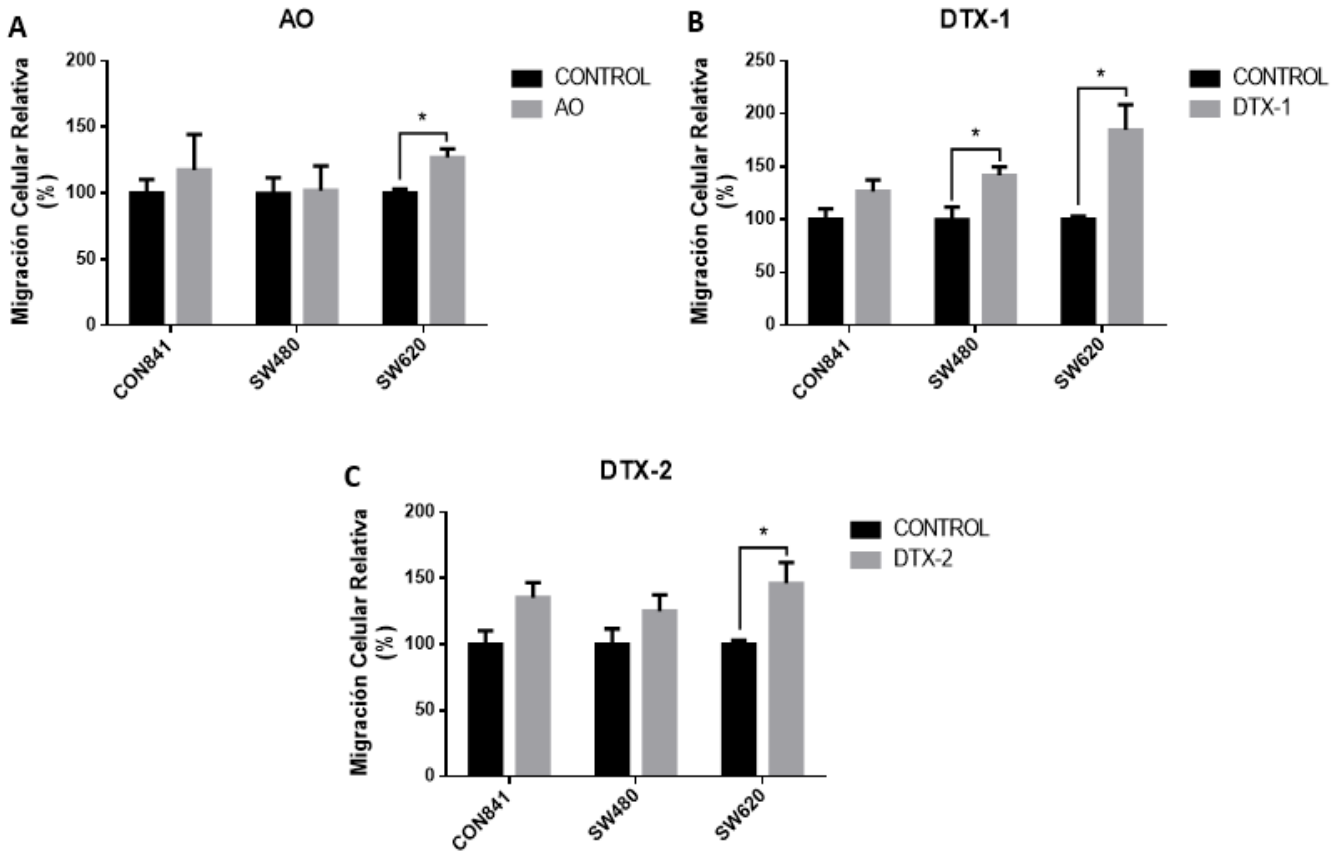 A
AO
Migración Celular Relativa
(%)
200
150
100
50
0
*
CONTROL
AO
CON841
SW480
SW620
B
DTX-1
Migración Celular Relativa
(%)
250
200
150
100
50
0
*
*
CONTROL
DTX-1
CON841
SW480
SW620
C
DTX-2
Migración Celular Relativa
(%)
200
150
100
50
0
*
CONTROL
DTX-2
CON841
SW480
SW620